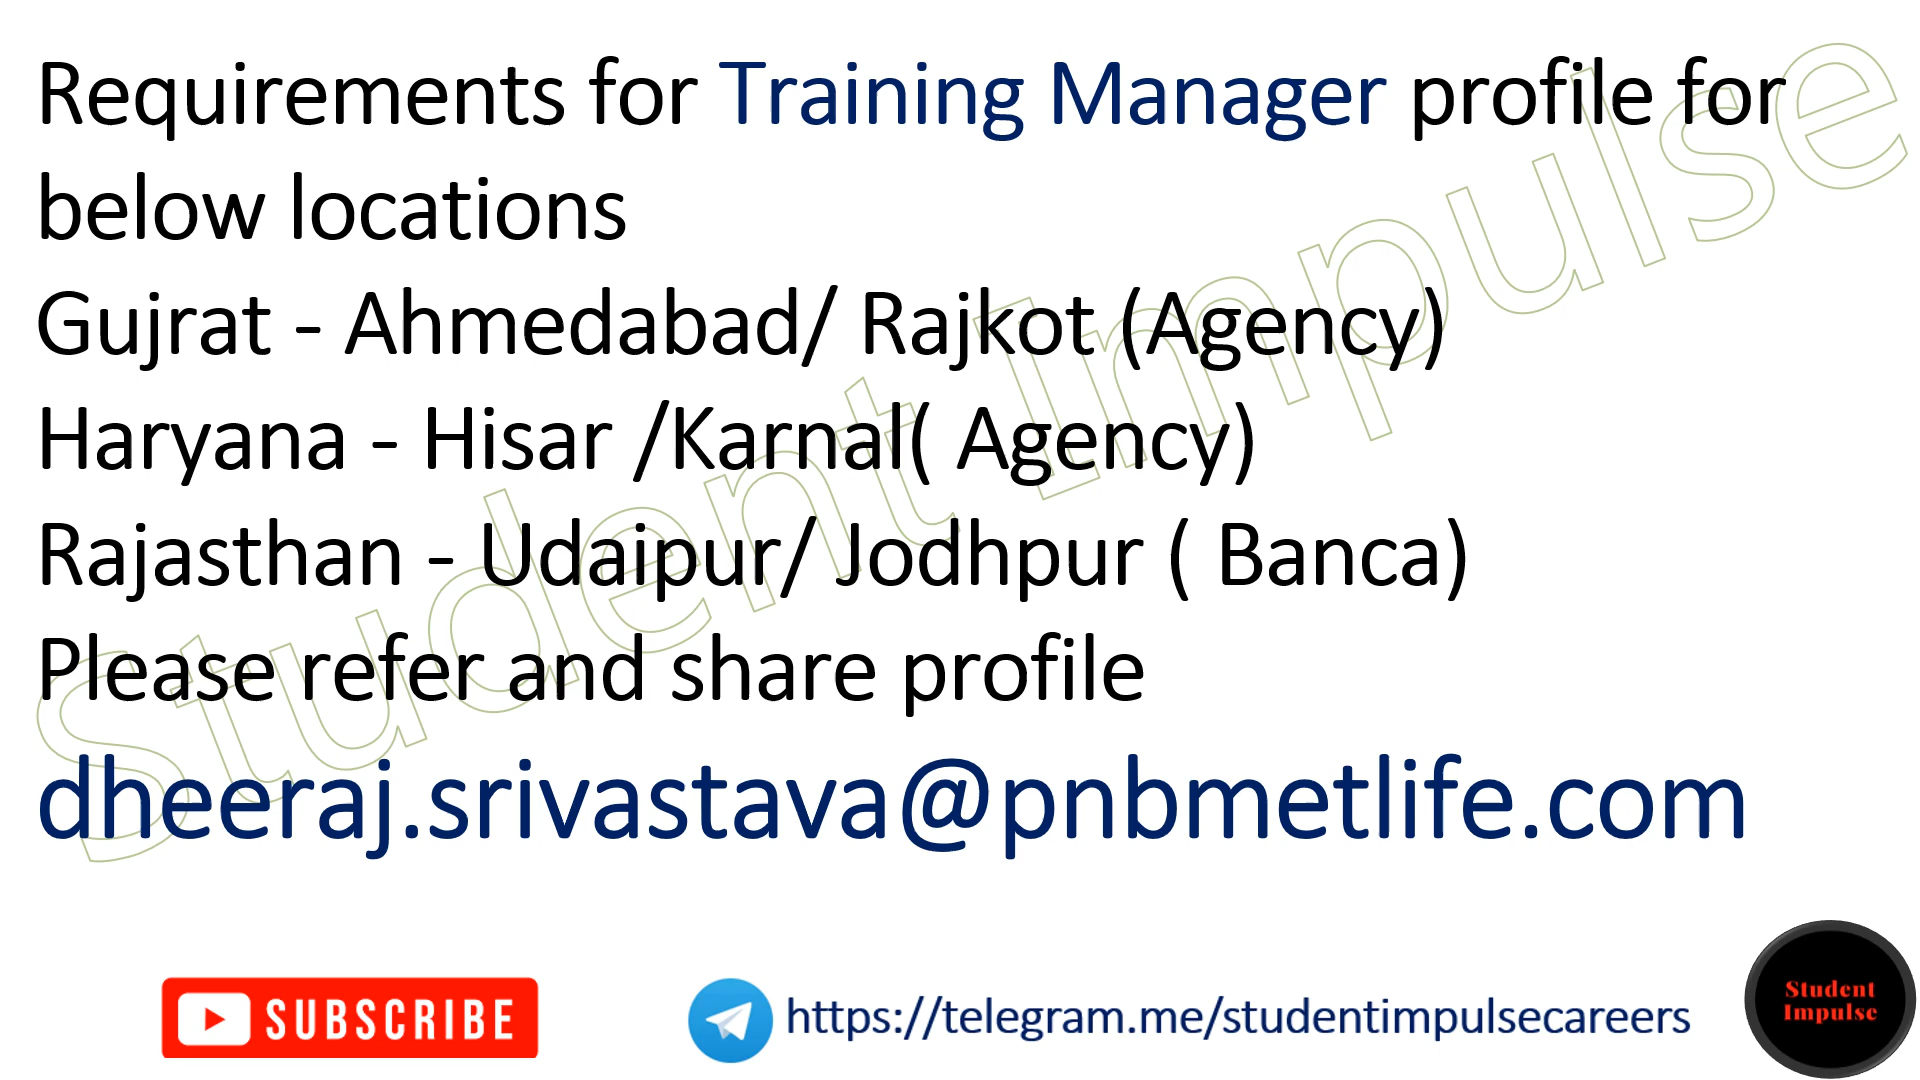 Requirements for Training Manager profile for
below locations
Gujrat - Ahmedabad/ Rajkot (Agency)
Haryana - Hisar /Karnal( Agency)
Rajasthan - Udaipur/ Jodhpur ( Banca)
Please refer and share profile
dheeraj.srivastava@pnbmetlife.com
Student Impulse
SUBSCRIBE
https://telegram.me/studentimpulsecareers
Student
Impulse